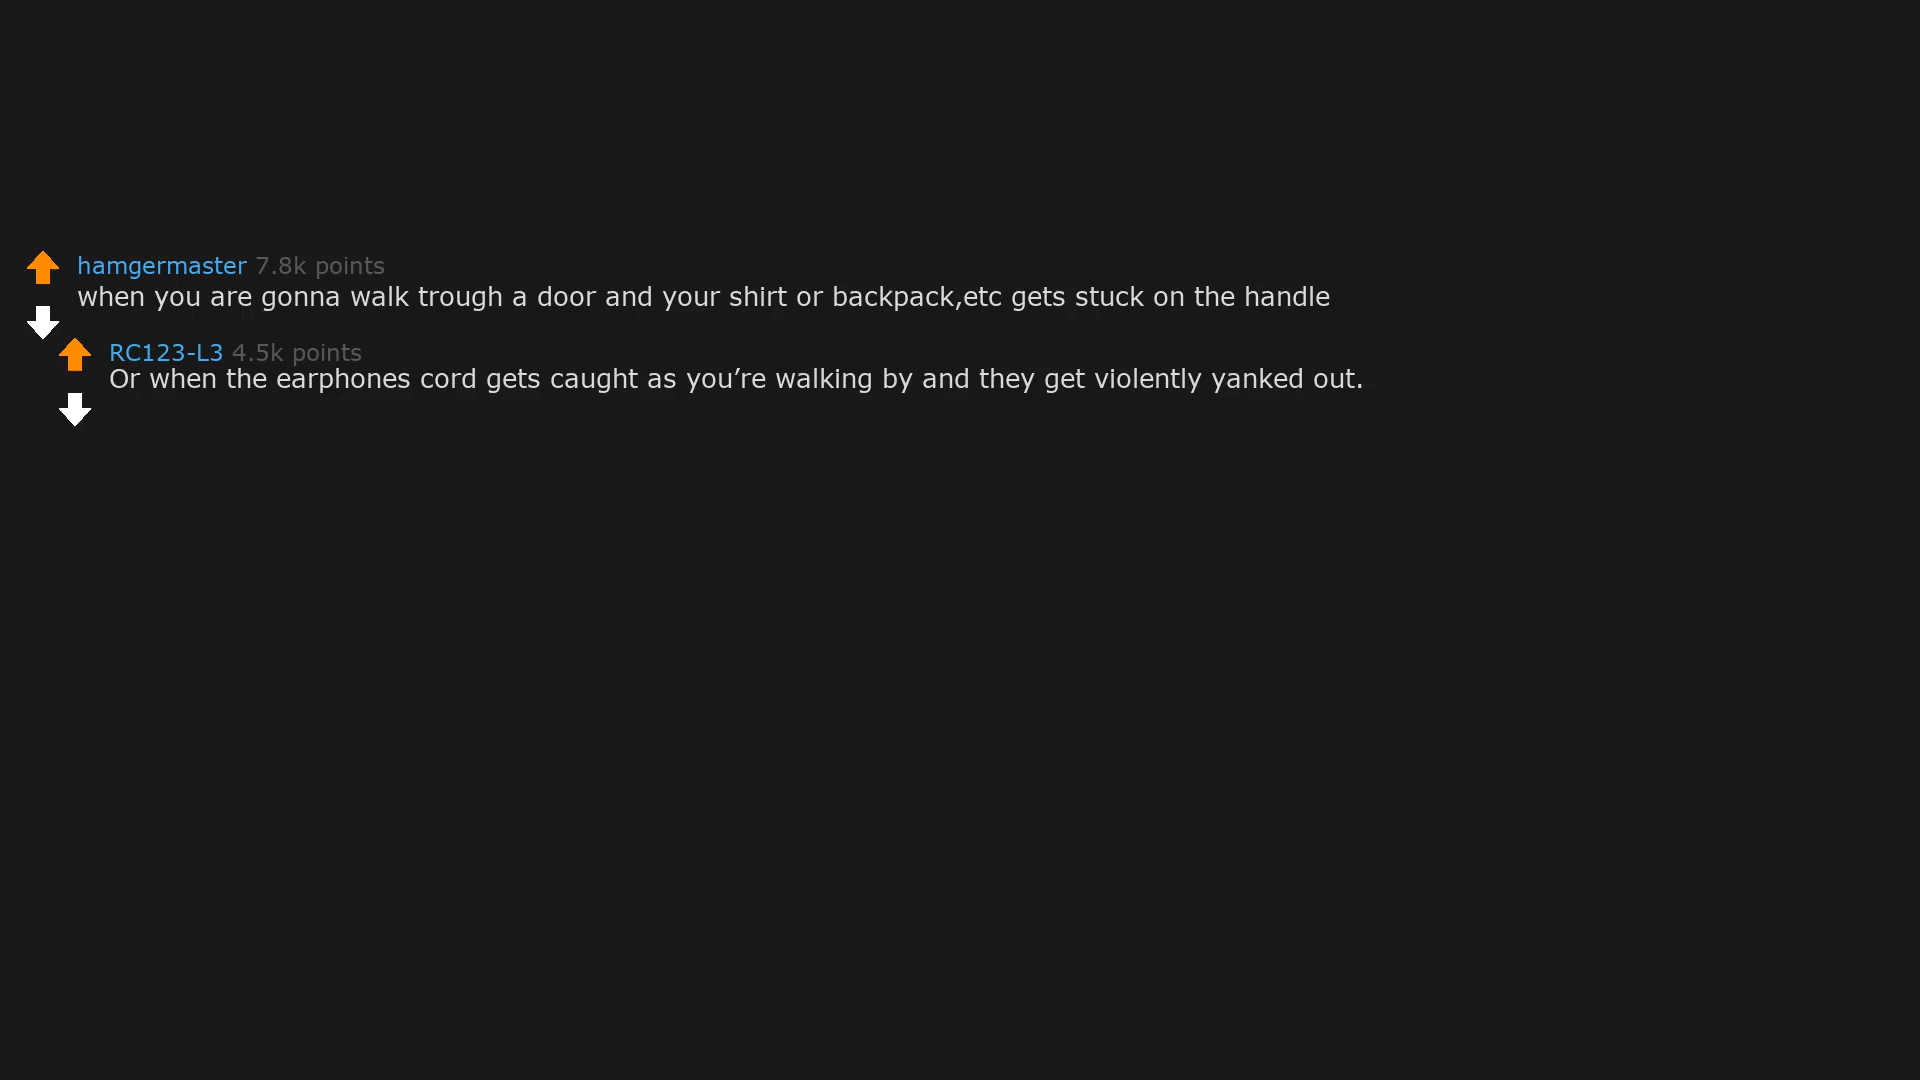 hamgermaster 7.8k points
when you are gonna walk trough a door and your shirt or backpack,etc gets stuck on the handle
RC123-L3 4.5k points
Or when the earphones cord gets caught as you’re walking by and they get violently yanked out.